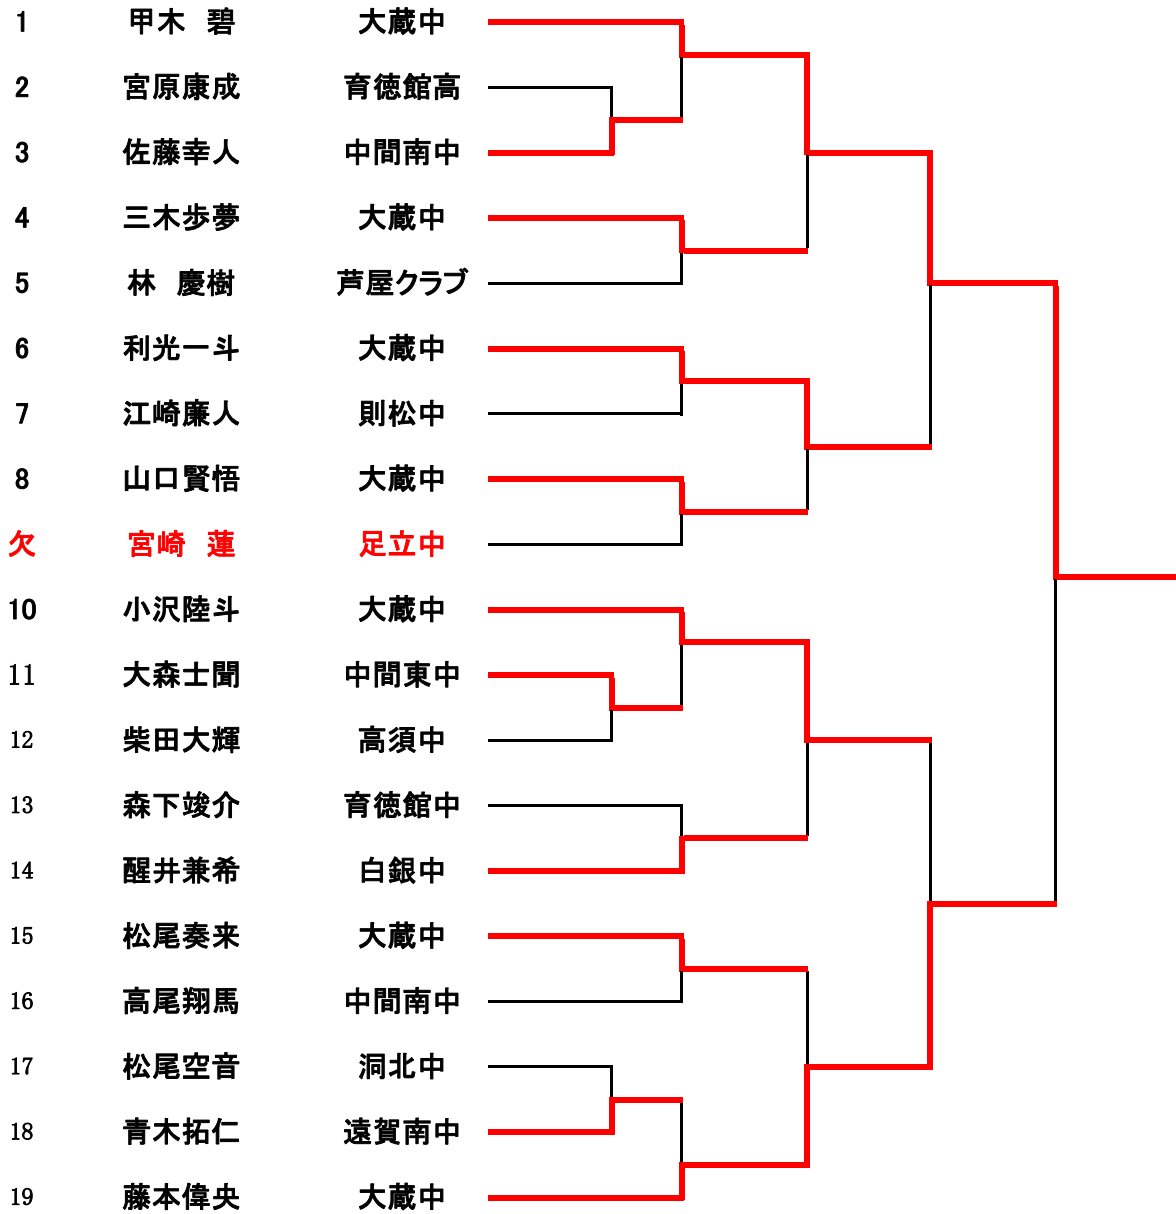 1 甲木 碧 大蔵中
2 宮原康成 育徳館高
3 佐藤幸人 中間南中
4 三木歩夢 大蔵中
5 林 慶樹 芦屋クラブ
6 利光一斗 大蔵中
7 江崎廉人 則松中
8 山口賢悟 大蔵中
欠 宮崎 蓮 足立中
10 小沢陸斗 大蔵中
11 大森士聞 中間東中
12 柴田大輝 高須中
13 森下竣介 育徳館中
14 醒井兼希 白銀中
15 松尾奏来 大蔵中
16 高尾翔馬 中間南中
17 松尾空音 洞北中
18 青木拓仁 遠賀南中
19 藤本偉央 大蔵中